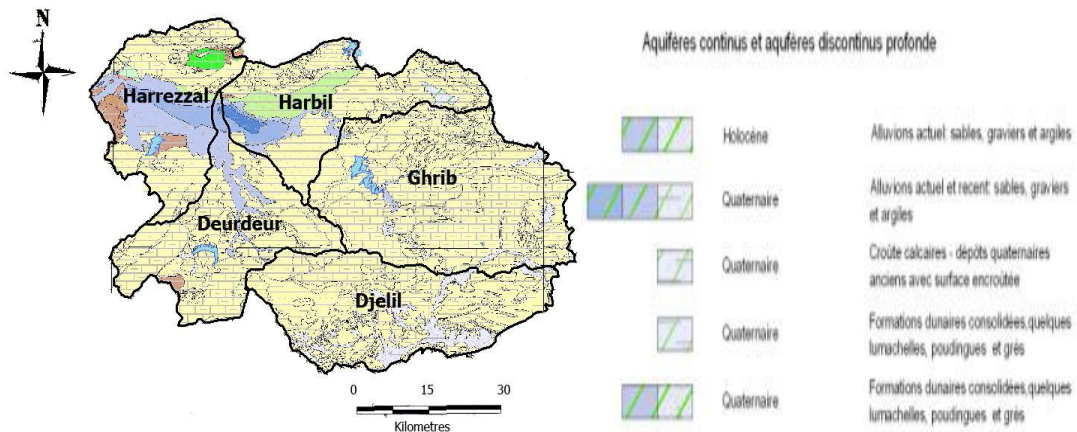 N
Harrezzal
Harbil
Ghrib
Deurdeur
Djelil
0 15 30
Kilometres
Aquifères continus et aqufères discontinus profonde
Holocène
Alluvions actuel: sables, graviers et argiles
Quaternaire
Alluvions actuel et recent: sables, graviers
et argiles
Quaternaire
Croûte calcaires - dépôts quaternaires
anciens avec surface encroûtée
Quaternaire
Formations dunaires consolidées, quelques
lumachelles, poudingues et grès
Quaternaire
Formations dunaires consolidées, quelques
lumachelles, poudingues et grès